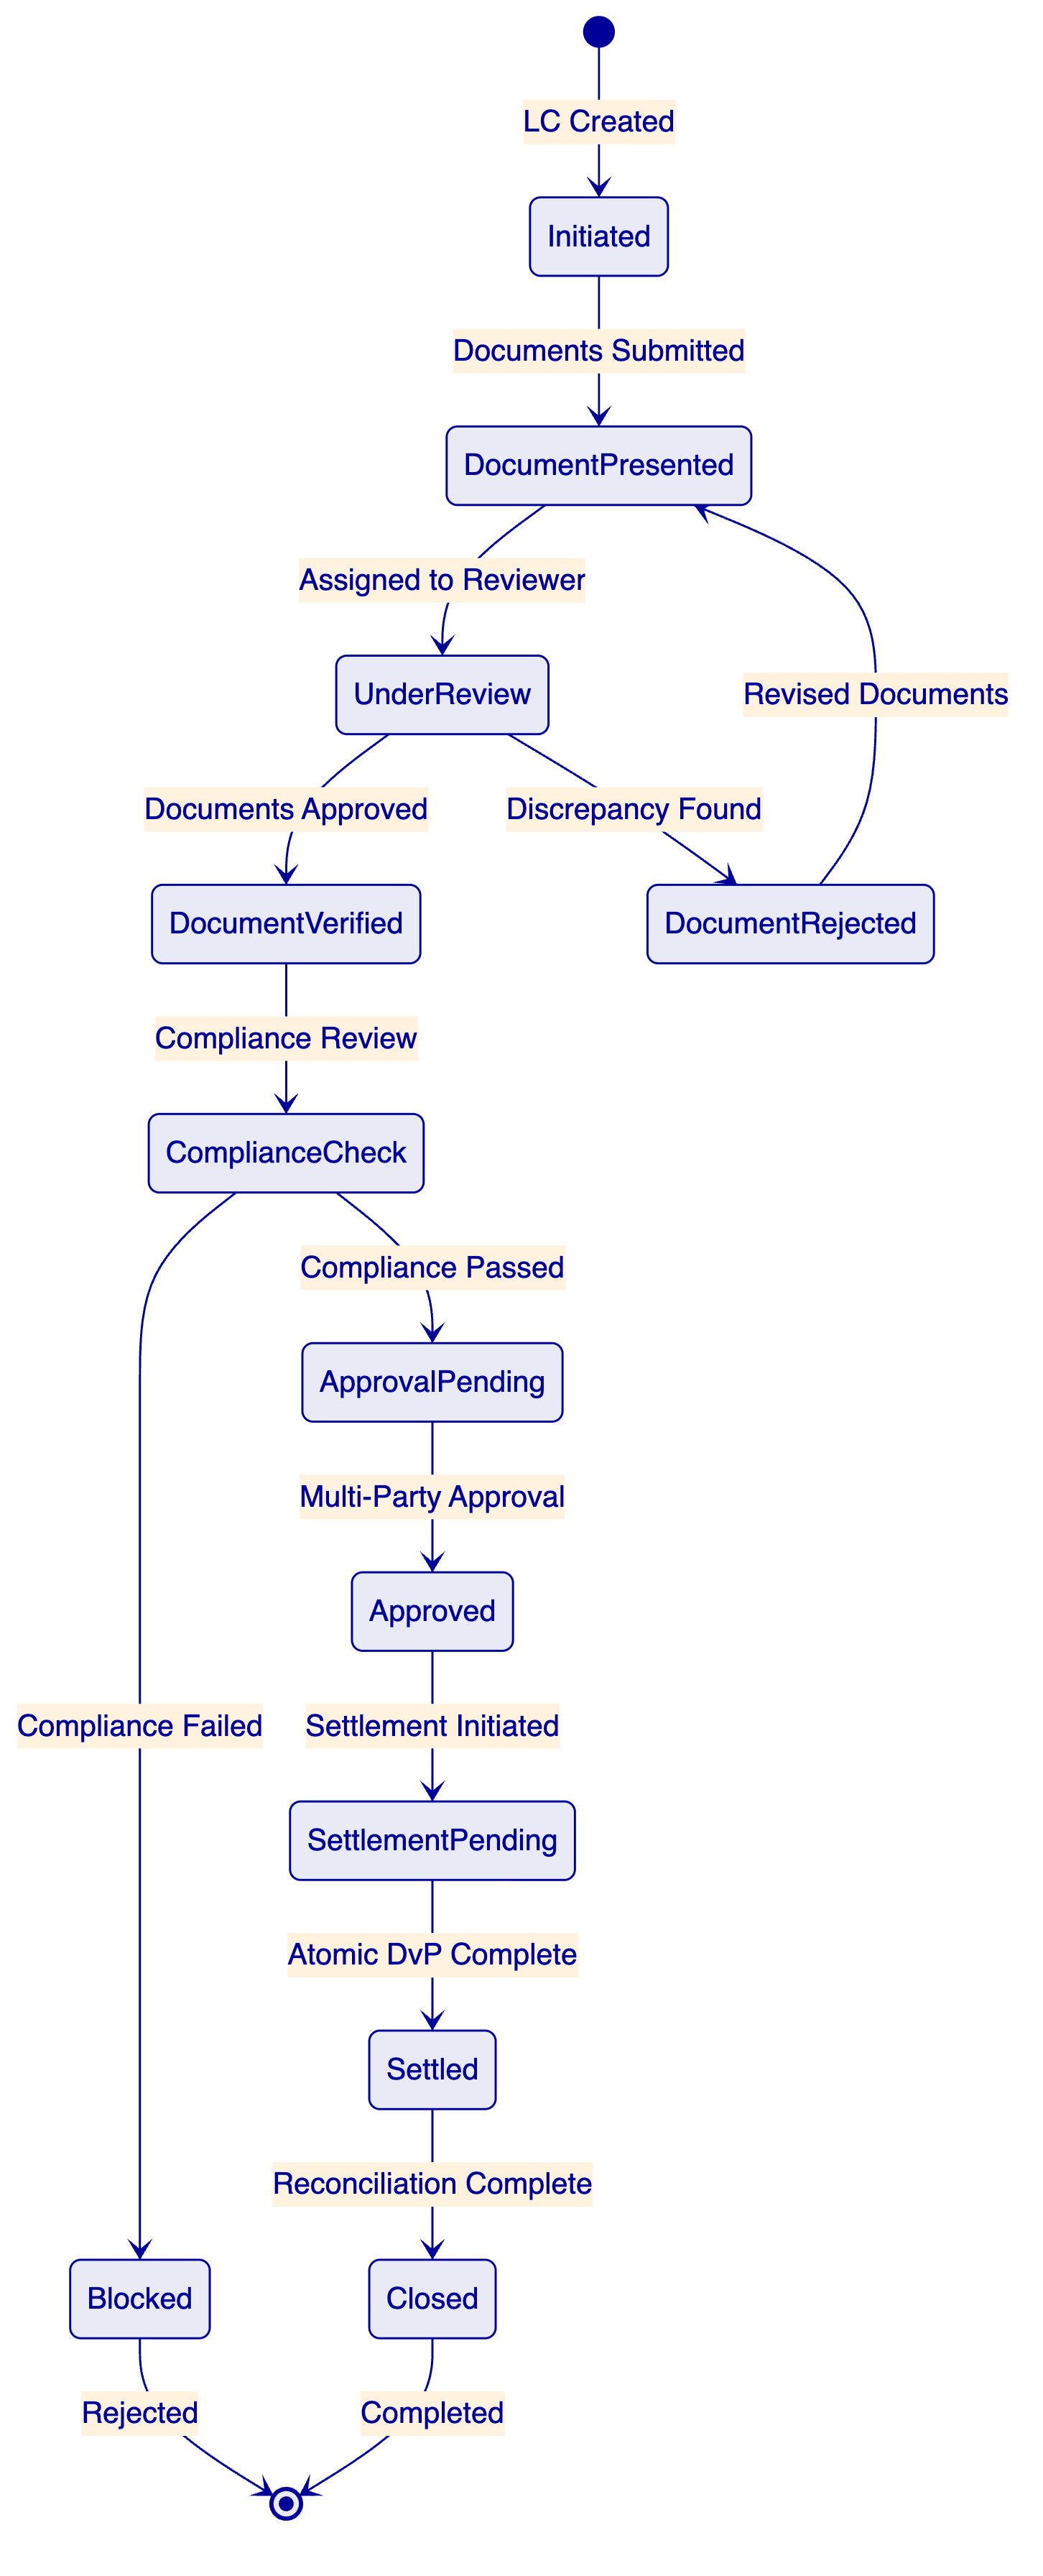 LC Created
Initiated
Documents Submitted
DocumentPresented
Assigned to Reviewer
UnderReview
Revised Documents
Documents Approved
Discrepancy Found
DocumentVerified
DocumentRejected
Compliance Review
ComplianceCheck
Compliance Passed
ApprovalPending
Multi-Party Approval
Approved
Compliance Failed
Settlement Initiated
SettlementPending
Atomic DvP Complete
Settled
Reconciliation Complete
Blocked
Closed
Rejected
Completed